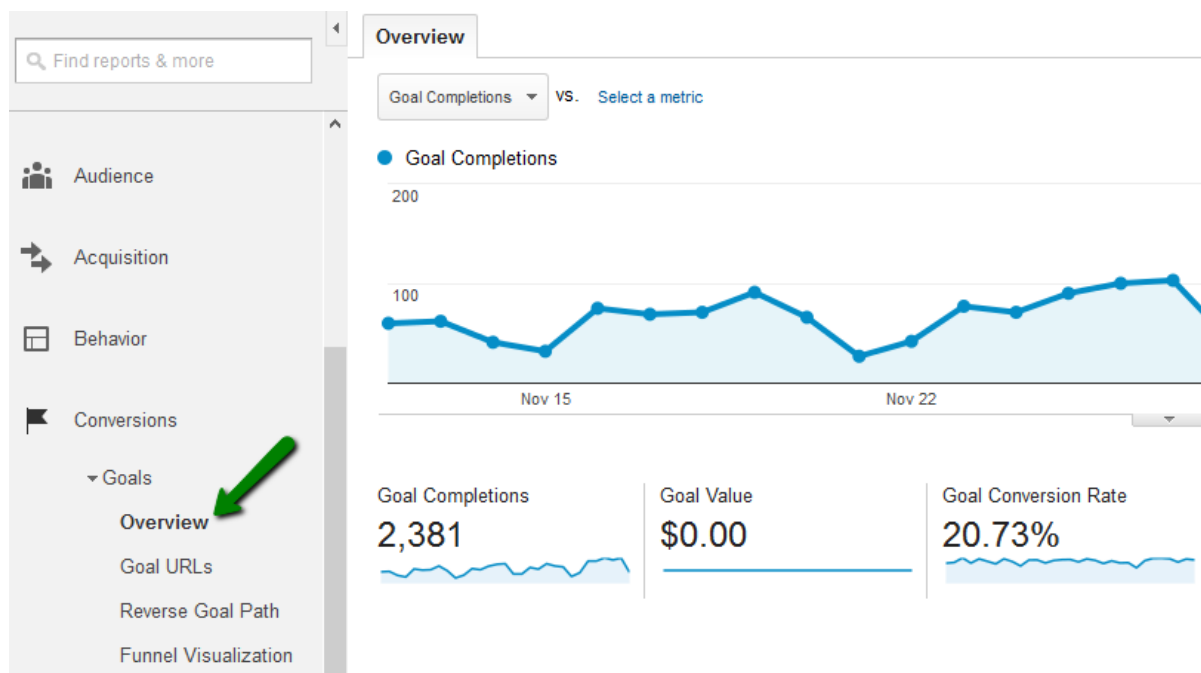 Find reports & more
Audience
Acquisition
Behavior
Conversions
Goals
Overview
Goal URLs
Reverse Goal Path
Funnel Visualization
Overview
Goal Completions vs. Select a metric
Goal Completions
200
100
Nov 15 Nov 22
Goal Completions
2,381
Goal Value
$0.00
Goal Conversion Rate
20.73%